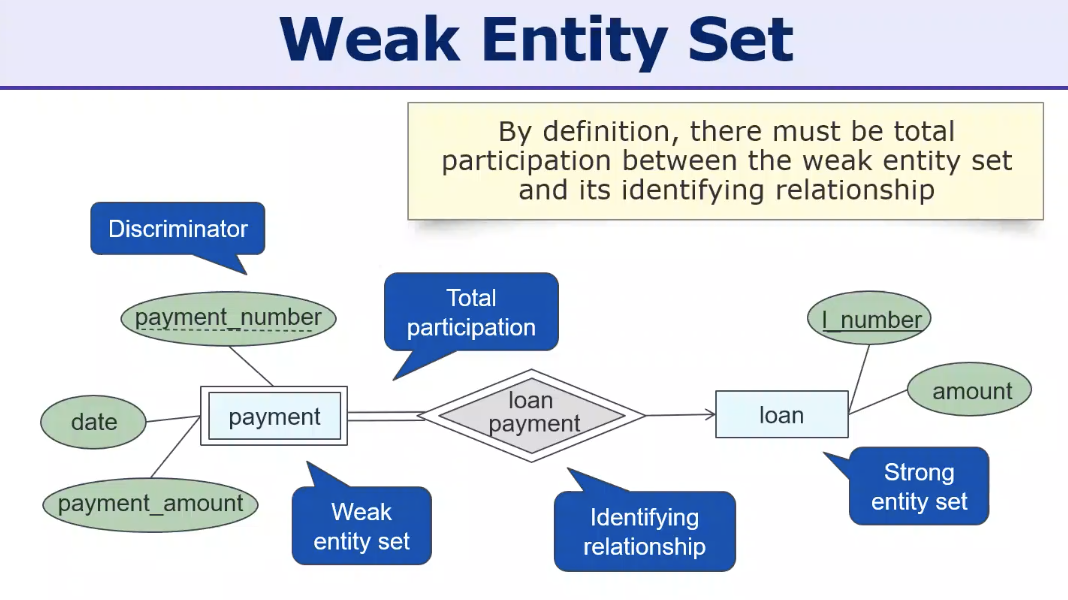 Weak Entity Set
By definition, there must be total
participation between the weak entity set
and its identifying relationship
Discriminator
Total
participation
payment_number
l_number
date
payment
loan
payment
loan
amount
payment_amount
Weak
entity set
Identifying
relationship
Strong
entity set